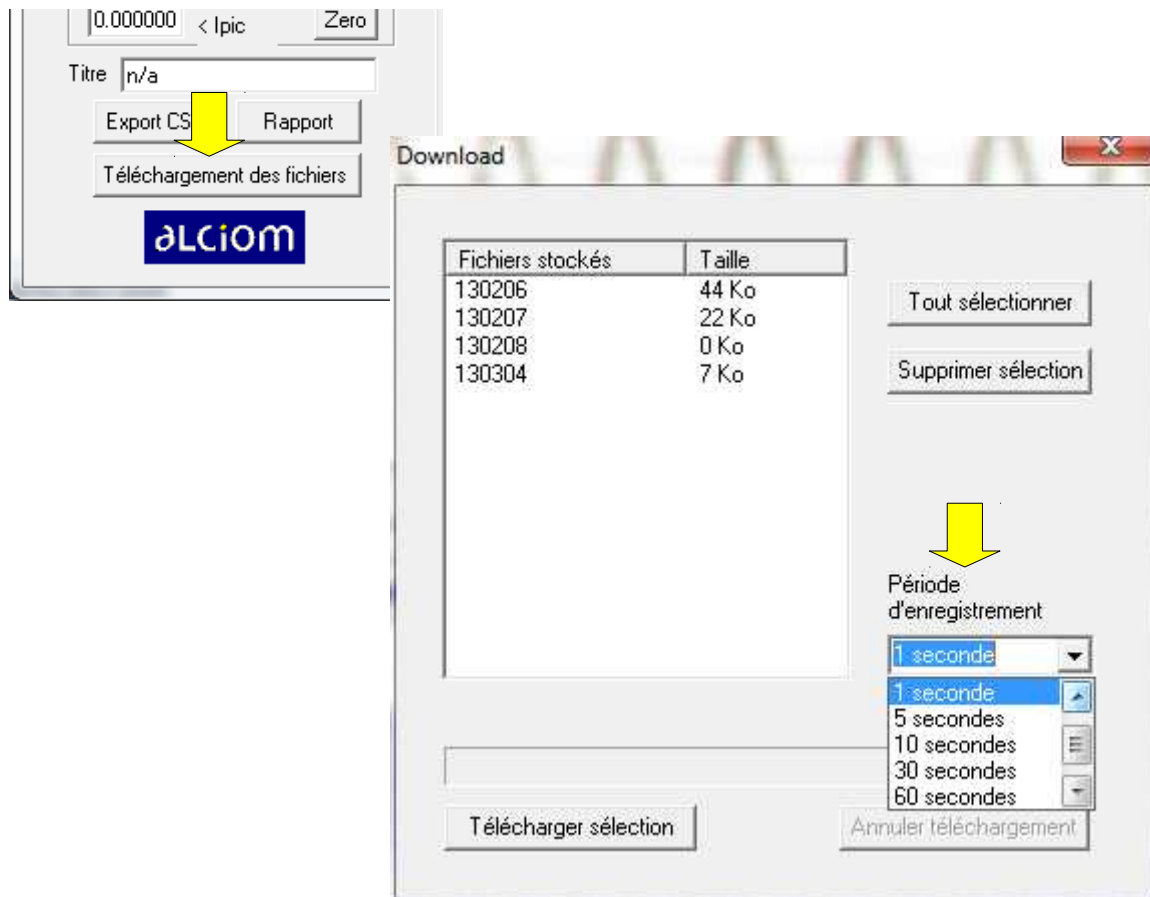 0.000000 < Ipic Zero
Titre n/a
Export CS Rapport
Téléchargement des fichiers
ALCiom
Download
Fichiers stockés Taille
130206 44 Ko
130207 22 Ko
130208 0 Ko
130304 7 Ko
Tout sélectionner
Supprimer sélection
Période
d'enregistrement
1 seconde
1 seconde
5 secondes
10 secondes
30 secondes
60 secondes
Télécharger sélection Annuler téléchargement